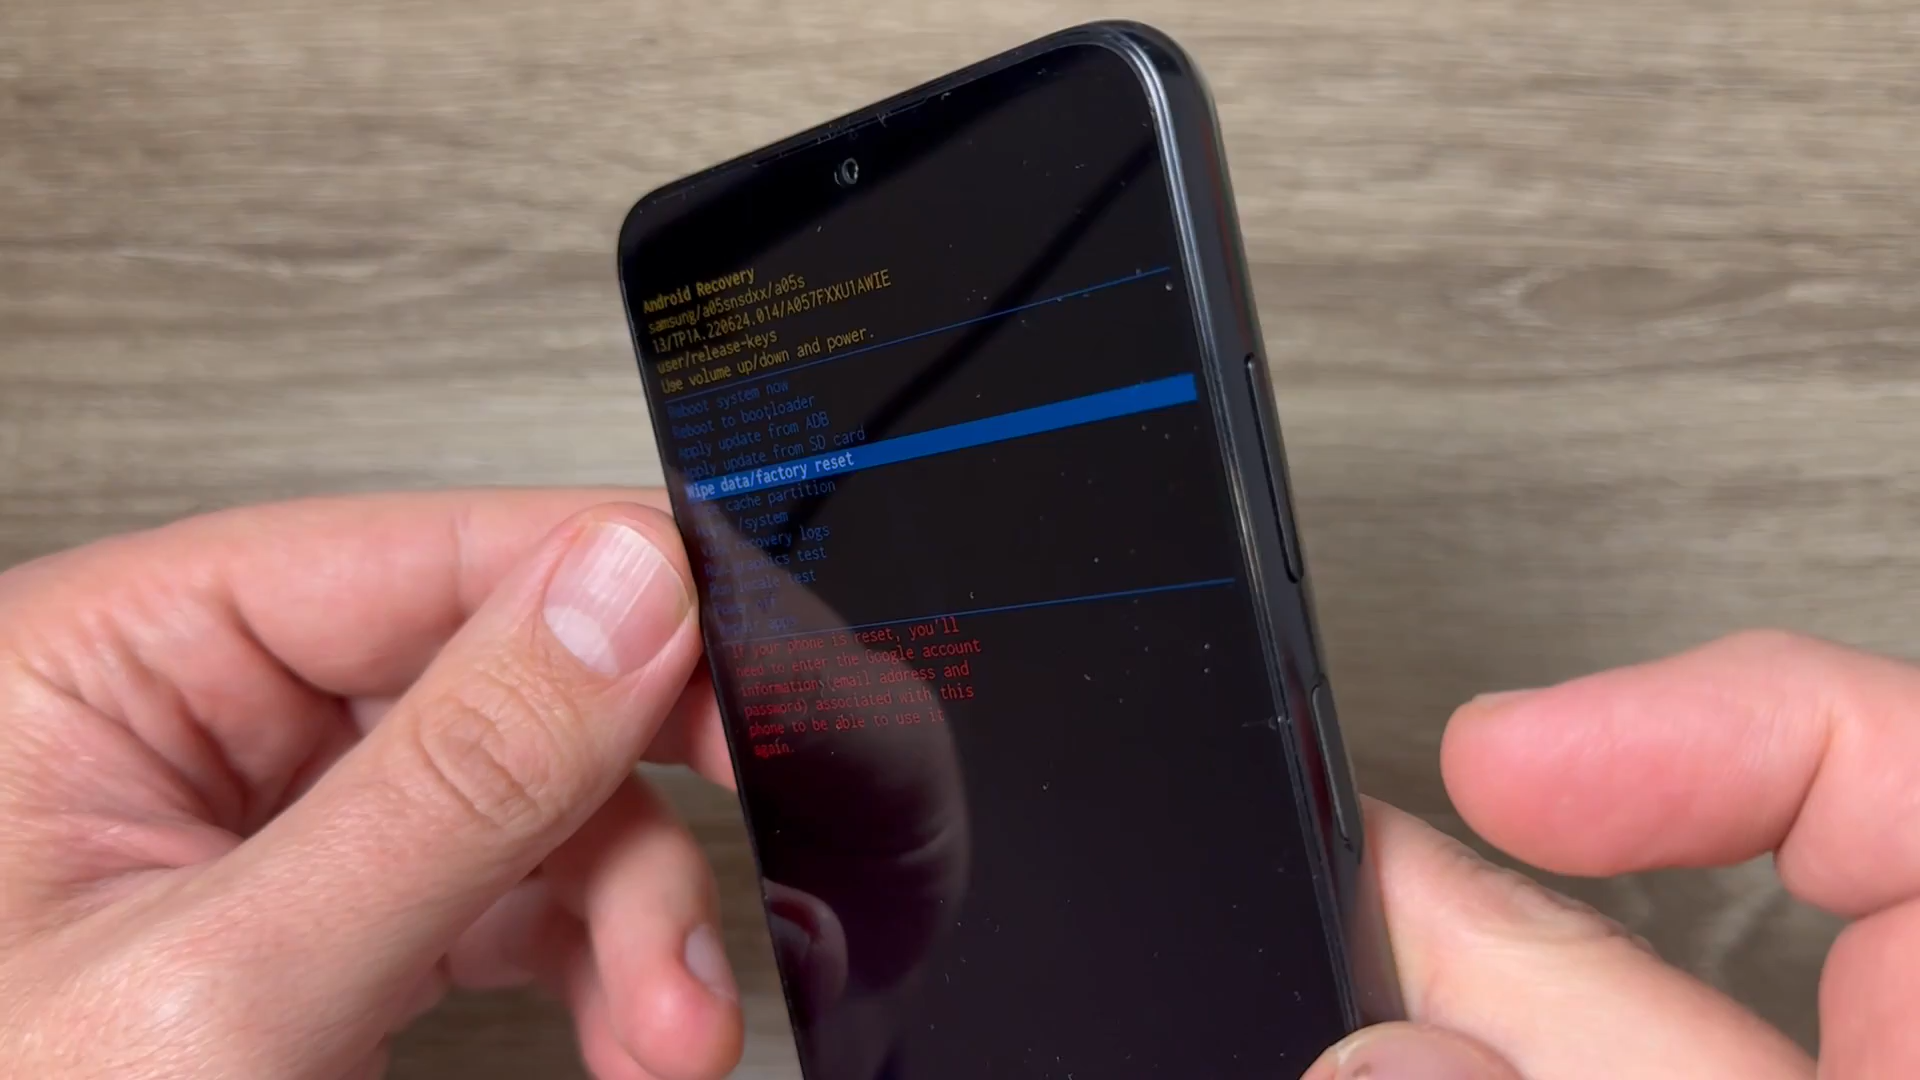 Android Recovery
samsung/a05snsdxx/a05s
13/TP1A.220624.014/A057FXXU1AWIE
user/release-keys
Use volume up/down and power.
Reboot system now
Reboot to bootloader
Apply update from ADB
Apply update from SD card
Wipe data/factory reset
cache partition
/system
recovery logs
graphics test
Run locale test
Power off
Repair apps
If your phone is reset, you'll
need to enter the Google account
information (email address and
password) associated with this
phone to be able to use it
again.